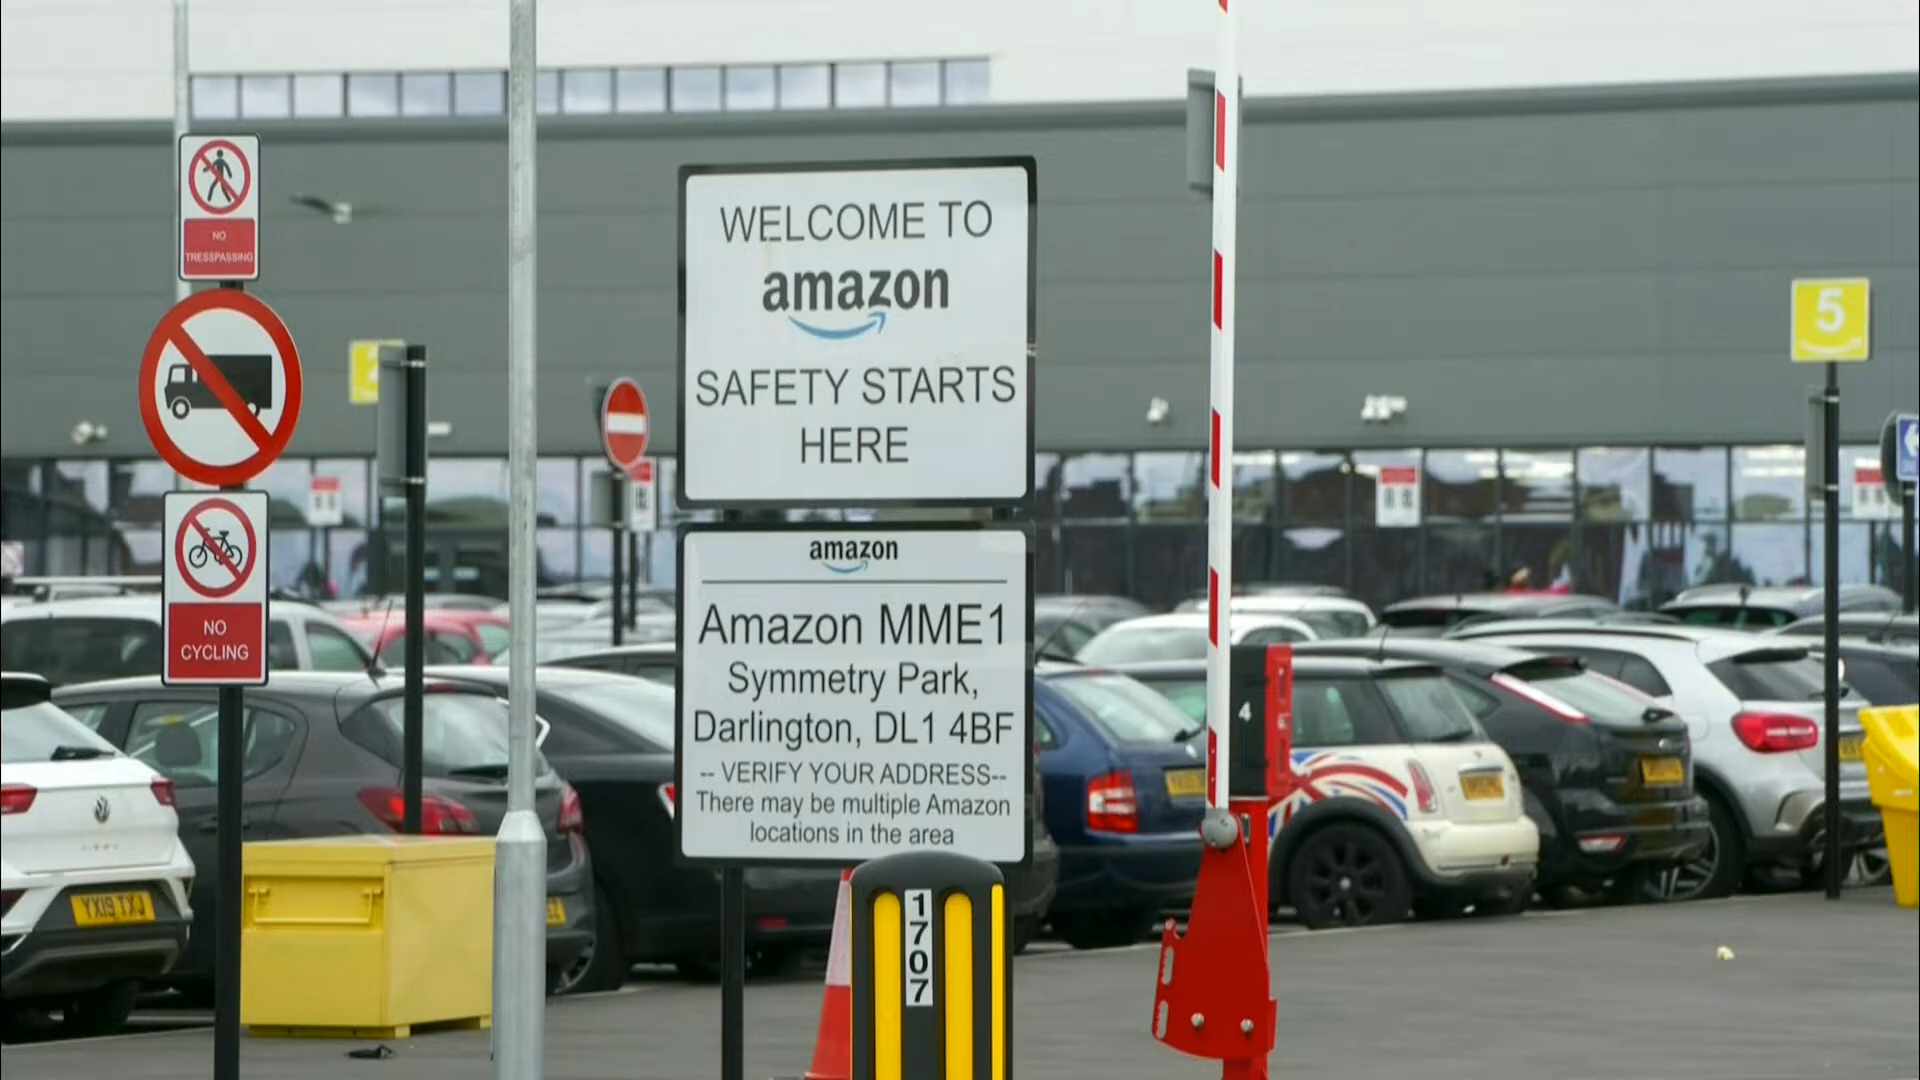 NO
TRESSPASSING
NO
CYCLING
WELCOME TO
amazon
SAFETY STARTS
HERE
amazon
Amazon MME1
Symmetry Park,
Darlington, DL1 4BF
-- VERIFY YOUR ADDRESS--
There may be multiple Amazon
locations in the area
1707
4
5
YX19 TXJ